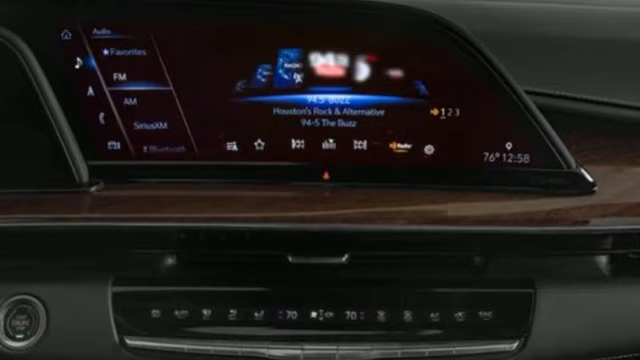 Audio
★Favorites
FM
AM
SiriusXM
Bluetooth
94.5 BUZZ
Houston's Rock & Alternative
94-5 The Buzz
1 2 3
76° 12:58
70
70